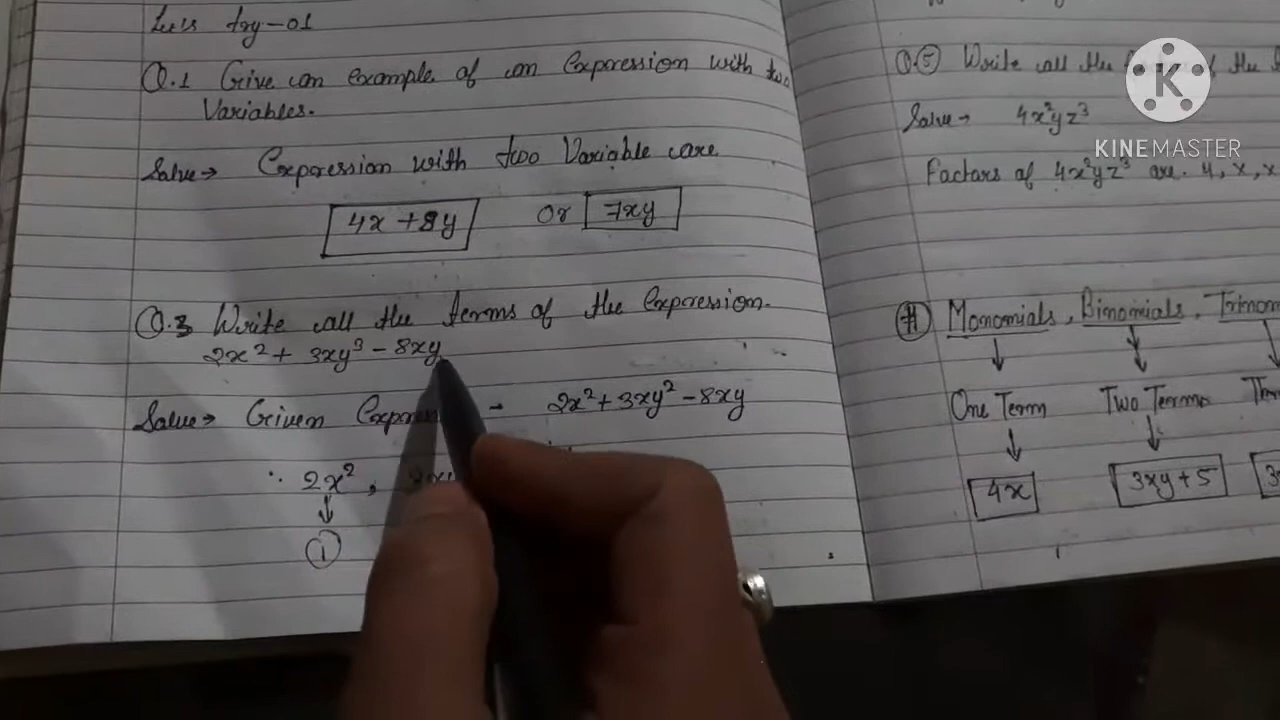 Let's try-01
Q.1 Give an example of an Expression with two
Variables.
Solve→ Expression with two Variable are
4x + 8y Or 7xy
Q.3 Write all the terms of the Expression.
2x² + 3xy³ - 8xy
Solve→ Given - 2x² + 3xy² - 8xy
∴ 2x²,
↓
①
Q.5 Write all the of the
Solve→ 4x²yz³
Factors of 4x²yz³ are. 4, x, x
# Monomials, Binomials,
↓ ↓ ↓
One Term Two Terms
↓ ↓
4x 3xy + 5
KINEMASTER